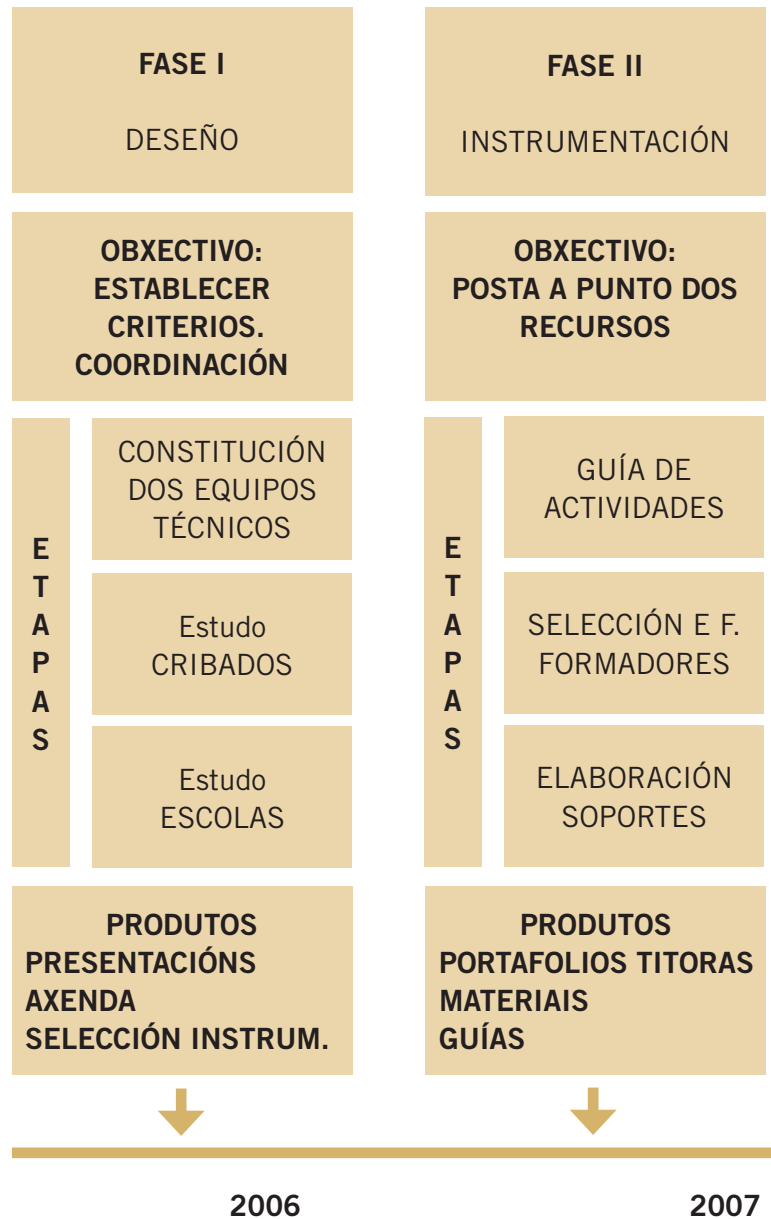 FASE I
DESEÑO
OBXECTIVO:
ESTABLECER
CRITERIOS.
COORDINACIÓN
ETAPAS
CONSTITUCIÓN
DOS EQUIPOS
TÉCNICOS
Estudo
CRIBADOS
Estudo
ESCOLAS
PRODUTOS
PRESENTACIÓNS
AXENDA
SELECCIÓN INSTRUM.
2006
FASE II
INSTRUMENTACIÓN
OBXECTIVO:
POSTA A PUNTO DOS
RECURSOS
ETAPAS
GUÍA DE
ACTIVIDADES
SELECCIÓN E F.
FORMADORES
ELABORACIÓN
SOPORTES
PRODUTOS
PORTAFOLIOS TITORAS
MATERIAIS
GUÍAS
2007